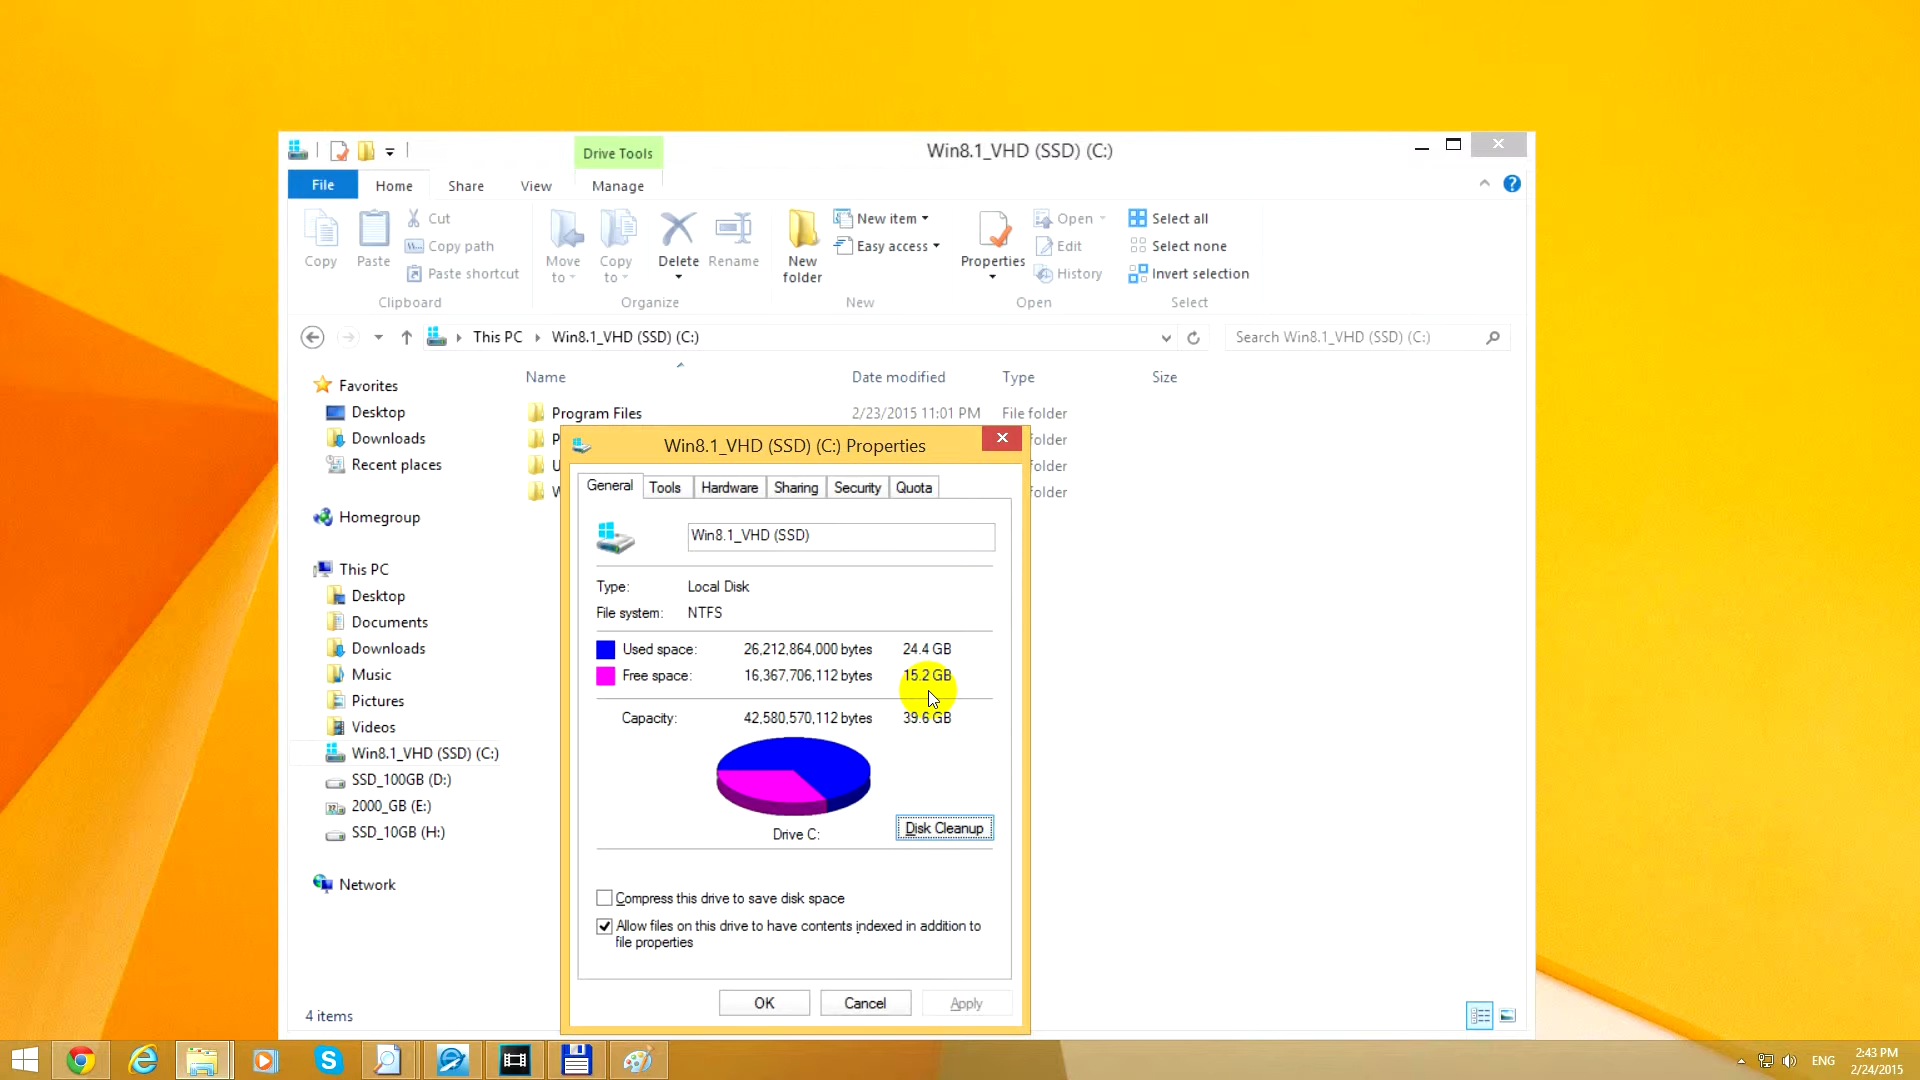 Drive Tools
Win8.1_VHD (SSD) (C:)
File
Home
Share
View
Manage
Copy
Paste
Cut
Copy path
Paste shortcut
Clipboard
Move to
Copy to
Delete
Rename
Organize
New folder
New item
Easy access
New
Properties
Open
Edit
History
Open
Select all
Select none
Invert selection
Select
This PC
Win8.1_VHD (SSD) (C:)
Search Win8.1_VHD (SSD) (C:)
Name
Date modified
Type
Size
Program Files
2/23/2015 11:01 PM
File folder
P
folder
U
folder
W
folder
Favorites
Desktop
Downloads
Recent places
Homegroup
This PC
Desktop
Documents
Downloads
Music
Pictures
Videos
Win8.1_VHD (SSD) (C:)
SSD_100GB (D:)
2000_GB (E:)
SSD_10GB (H:)
Network
4 items
Win8.1_VHD (SSD) (C:) Properties
General
Tools
Hardware
Sharing
Security
Quota
Win8.1_VHD (SSD)
Type: Local Disk
File system: NTFS
Used space: 26,212,864,000 bytes 24.4 GB
Free space: 16,367,706,112 bytes 15.2 GB
Capacity: 42,580,570,112 bytes 39.6 GB
Drive C:
Disk Cleanup
Compress this drive to save disk space
Allow files on this drive to have contents indexed in addition to
file properties
OK
Cancel
Apply
ENG
2:43 PM
2/24/2015